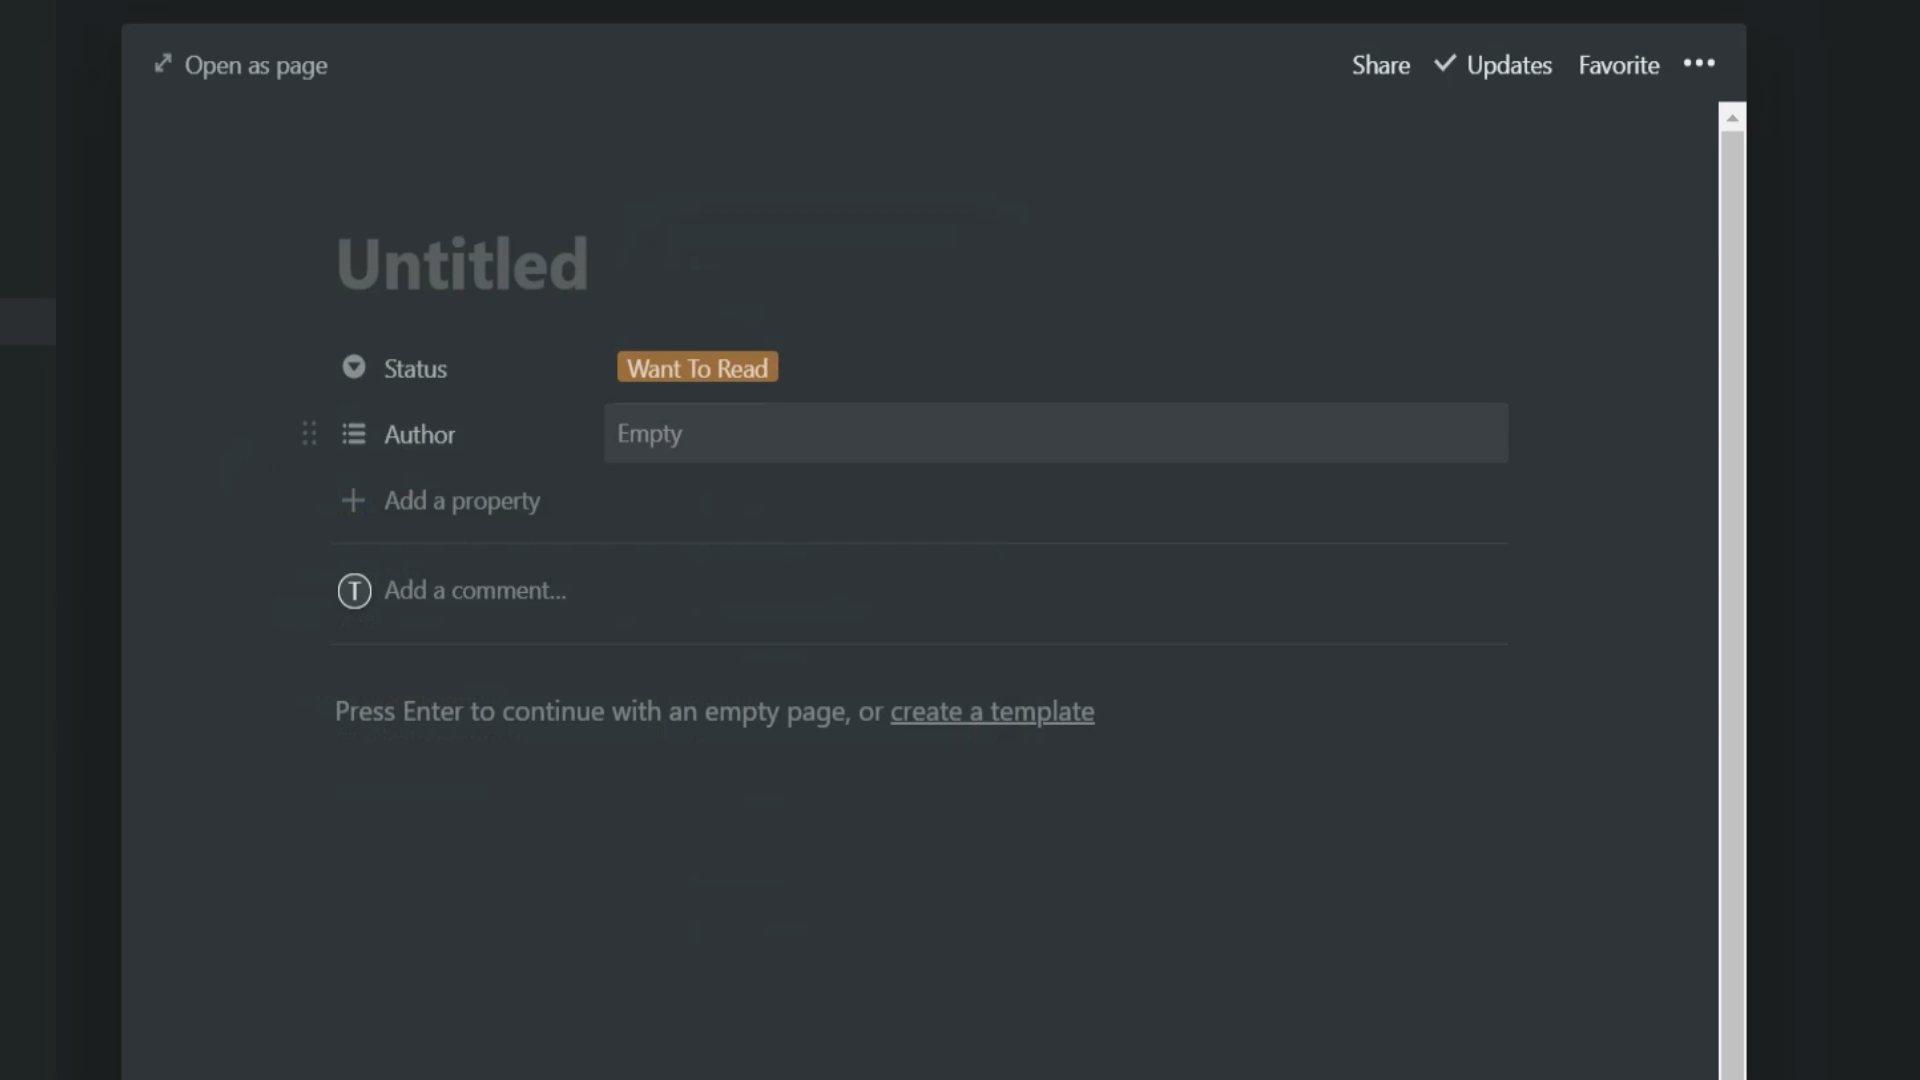 Open as page
Share Updates Favorite •••
Untitled
Status Want To Read
Author Empty
Add a property
T Add a comment...
Press Enter to continue with an empty page, or create a template